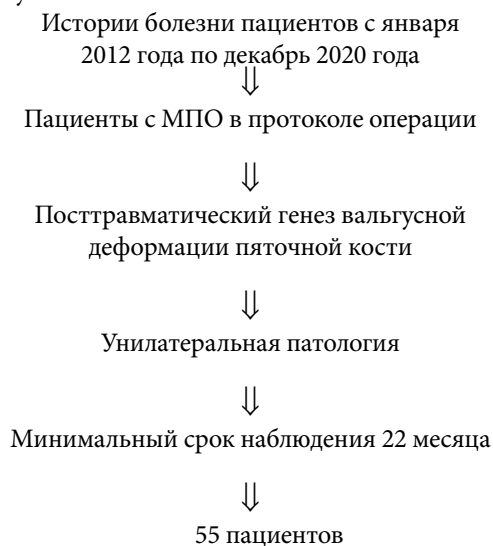 Истории болезни пациентов с января
2012 года по декабрь 2020 года
⇓
Пациенты с МПО в протоколе операции
⇓
Посттравматический генез вальгусной
деформации пяточной кости
⇓
Унилатеральная патология
⇓
Минимальный срок наблюдения 22 месяца
⇓
55 пациентов